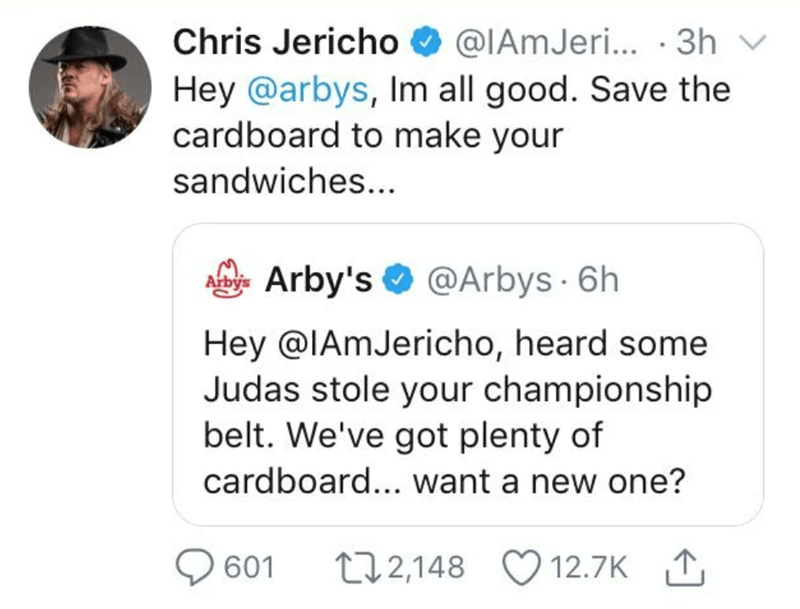 Chris Jericho @IAmJeri... · 3h
Hey @arbys, Im all good. Save the
cardboard to make your
sandwiches...
Arby's Arby's @Arbys · 6h
Hey @IAmJericho, heard some
Judas stole your championship
belt. We've got plenty of
cardboard... want a new one?
601 2,148 12.7K